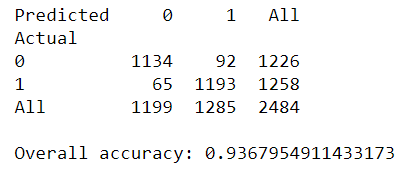 Predicted 0 1 All
Actual
0 1134 92 1226
1 65 1193 1258
All 1199 1285 2484
Overall accuracy: 0.9367954911433173